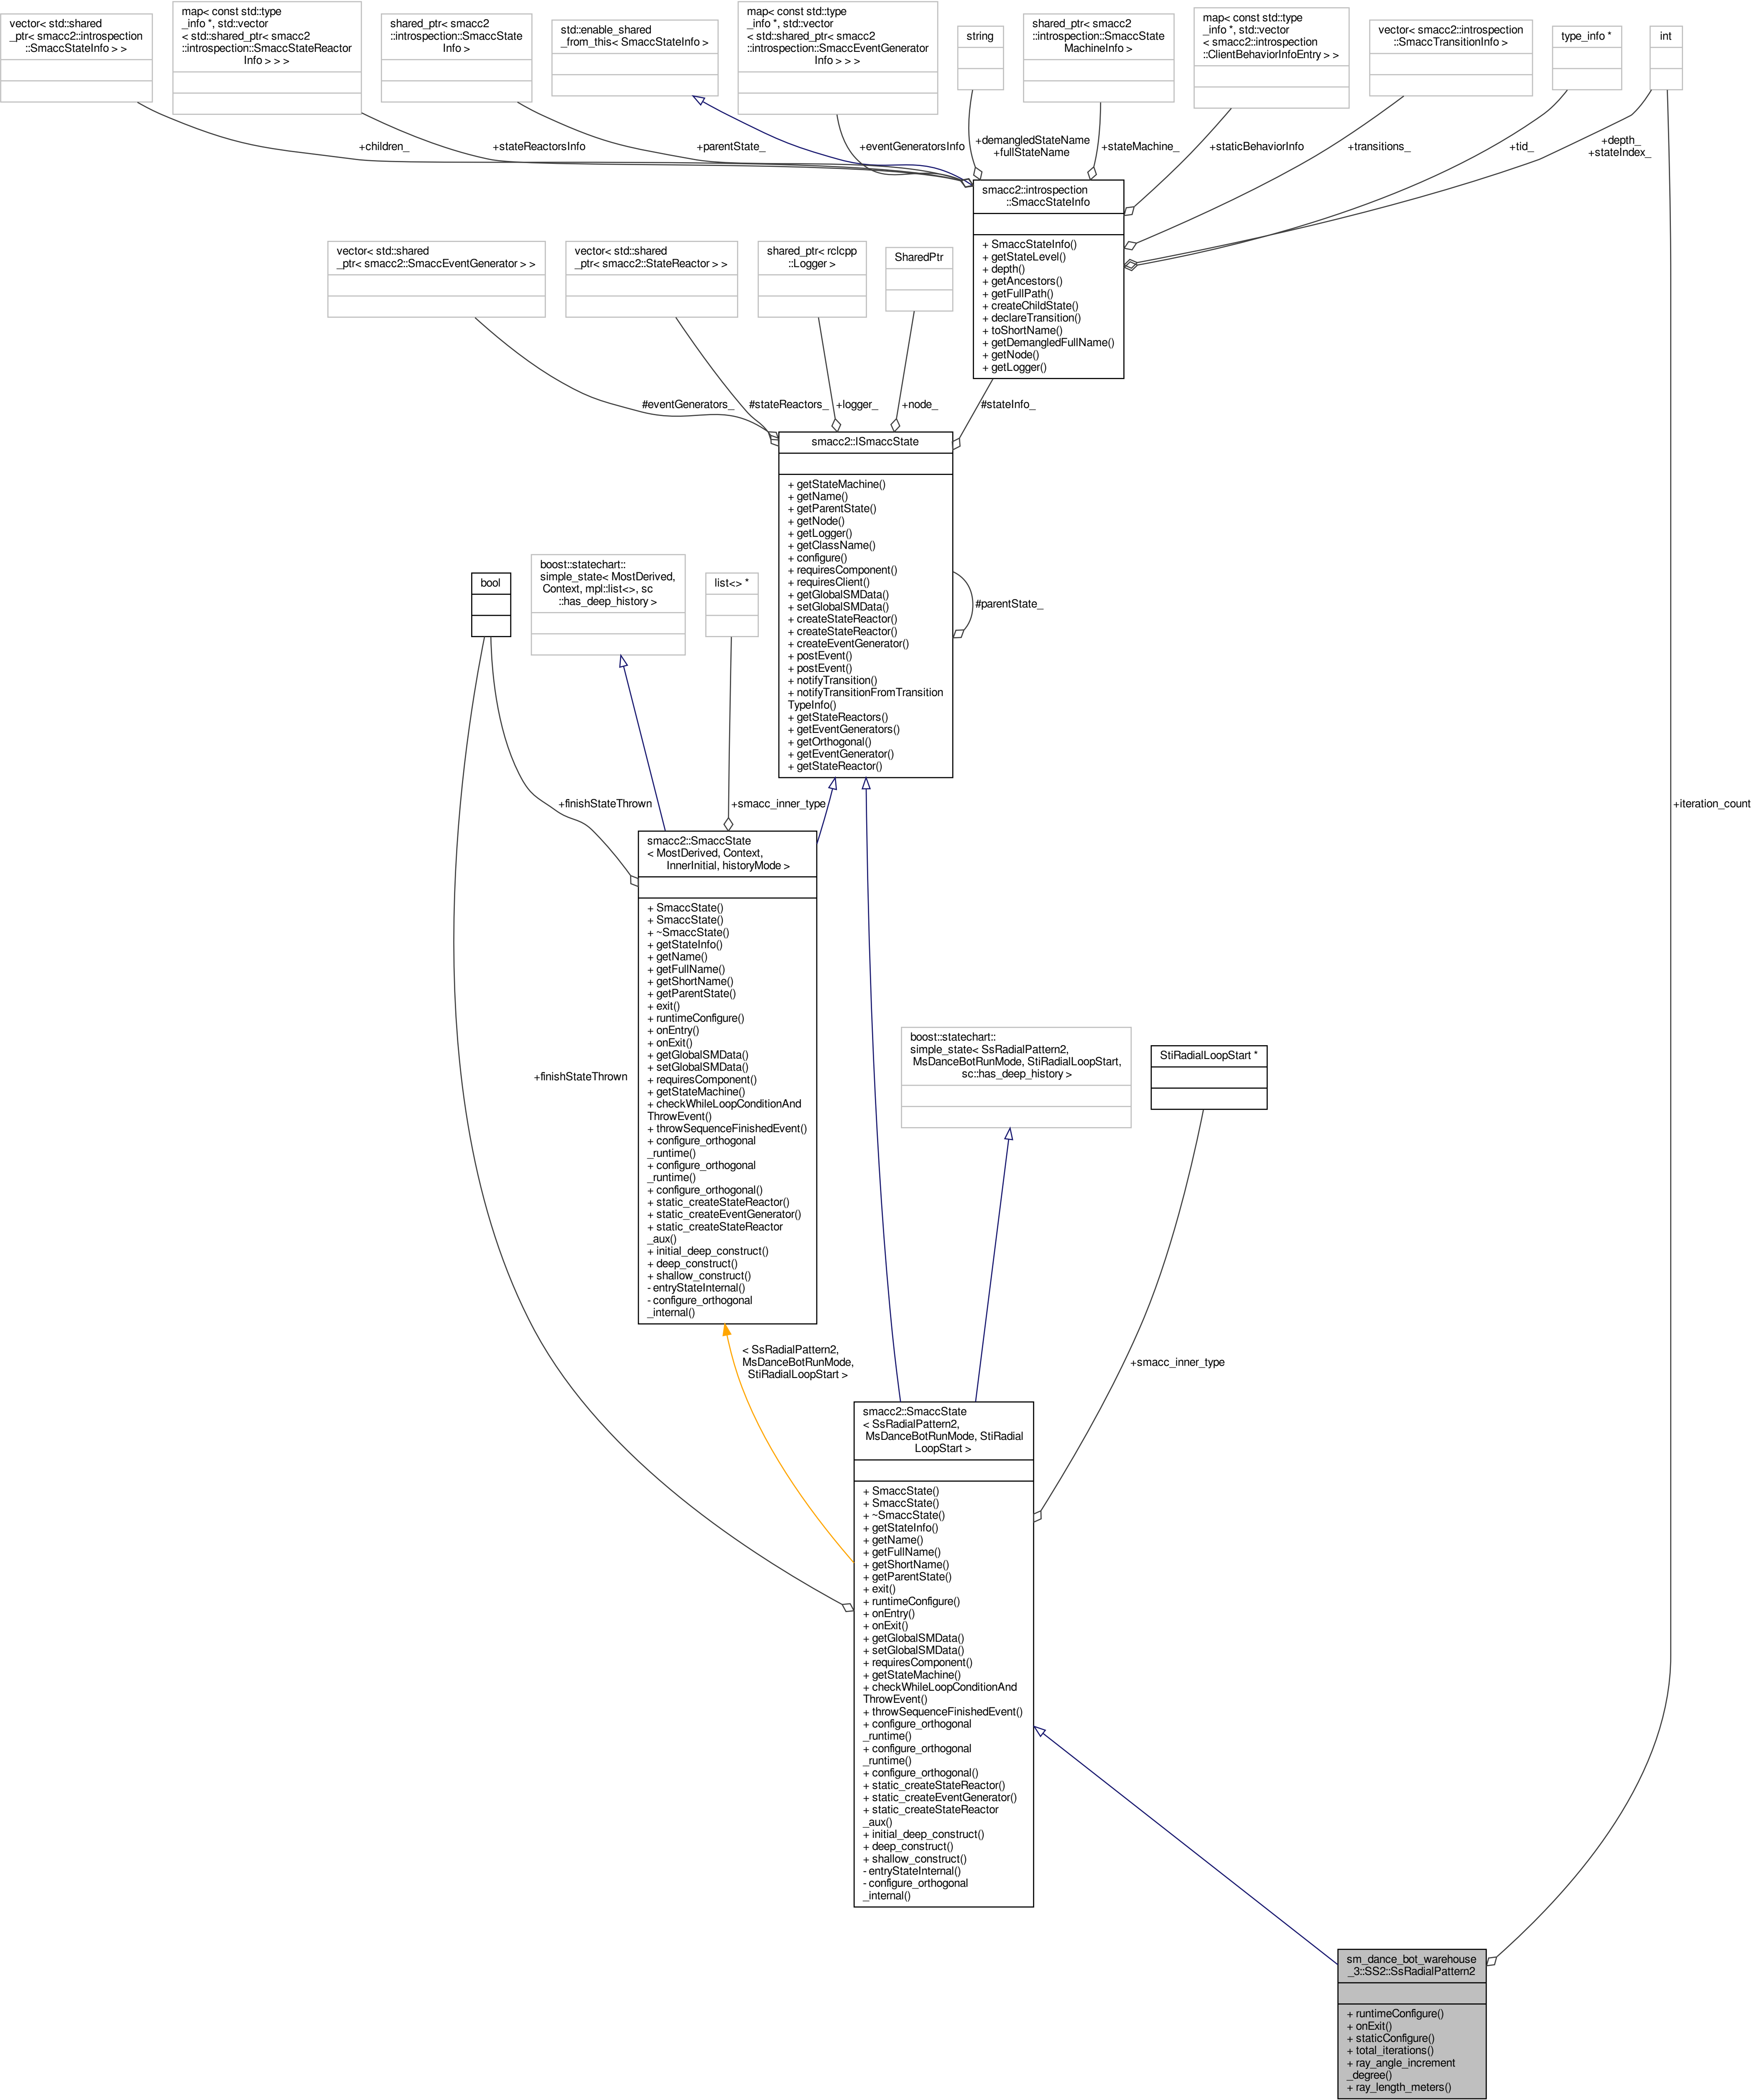 vector< std::shared
_ptr< smacc2::introspection
::SmaccStateInfo > >
map< const std::type
_info *, std::vector
< std::shared_ptr< smacc2
::introspection::SmaccStateReactor
Info > > >
shared_ptr< smacc2
::introspection::SmaccState
Info >
std::enable_shared
_from_this< SmaccStateInfo >
map< const std::type
_info *, std::vector
< std::shared_ptr< smacc2
::introspection::SmaccEventGenerator
Info > > >
string
shared_ptr< smacc2
::introspection::SmaccState
MachineInfo >
map< const std::type
_info *, std::vector
< smacc2::introspection
::ClientBehaviorInfoEntry > >
vector< smacc2::introspection
::SmaccTransitionInfo >
type_info *
int
+children_
+stateReactorsInfo
+parentState_
+eventGeneratorsInfo
+demangledStateName
+fullStateName
+stateMachine_
+staticBehaviorInfo
+transitions_
+tid_
+depth_
+stateIndex_
smacc2::introspection
::SmaccStateInfo
+ SmaccStateInfo()
+ getStateLevel()
+ depth()
+ getAncestors()
+ getFullPath()
+ createChildState()
+ declareTransition()
+ toShortName()
+ getDemangledFullName()
+ getNode()
+ getLogger()
vector< std::shared
_ptr< smacc2::SmaccEventGenerator > >
vector< std::shared
_ptr< smacc2::StateReactor > >
shared_ptr< rclcpp
::Logger >
SharedPtr
#eventGenerators_
#stateReactors_
+logger_
+node_
#stateInfo_
smacc2::ISmaccState
+ getStateMachine()
+ getName()
+ getParentState()
+ getNode()
+ getLogger()
+ getClassName()
+ configure()
+ requiresComponent()
+ requiresClient()
+ getGlobalSMData()
+ setGlobalSMData()
+ createStateReactor()
+ createStateReactor()
+ createEventGenerator()
+ postEvent()
+ postEvent()
+ notifyTransition()
+ notifyTransitionFromTransition
TypeInfo()
+ getStateReactors()
+ getEventGenerators()
+ getOrthogonal()
+ getEventGenerator()
+ getStateReactor()
#parentState_
bool
boost::statechart::
simple_state< MostDerived,
Context, mpl::list<>, sc
::has_deep_history >
list<> *
+finishStateThrown
+smacc_inner_type
+iteration_count
smacc2::SmaccState
< MostDerived, Context,
InnerInitial, historyMode >
+ SmaccState()
+ SmaccState()
+ ~SmaccState()
+ getStateInfo()
+ getName()
+ getFullName()
+ getShortName()
+ getParentState()
+ exit()
+ runtimeConfigure()
+ onEntry()
+ onExit()
+ getGlobalSMData()
+ setGlobalSMData()
+ requiresComponent()
+ getStateMachine()
+ checkWhileLoopConditionAnd
ThrowEvent()
+ throwSequenceFinishedEvent()
+ configure_orthogonal
_runtime()
+ configure_orthogonal
_runtime()
+ configure_orthogonal()
+ static_createStateReactor()
+ static_createEventGenerator()
+ static_createStateReactor
_aux()
+ initial_deep_construct()
+ deep_construct()
+ shallow_construct()
- entryStateInternal()
- configure_orthogonal
_internal()
+finishStateThrown
boost::statechart::
simple_state< SsRadialPattern2,
MsDanceBotRunMode, StiRadialLoopStart,
sc::has_deep_history >
StiRadialLoopStart *
< SsRadialPattern2,
MsDanceBotRunMode,
StiRadialLoopStart >
+smacc_inner_type
smacc2::SmaccState
< SsRadialPattern2,
MsDanceBotRunMode, StiRadial
LoopStart >
+ SmaccState()
+ SmaccState()
+ ~SmaccState()
+ getStateInfo()
+ getName()
+ getFullName()
+ getShortName()
+ getParentState()
+ exit()
+ runtimeConfigure()
+ onEntry()
+ onExit()
+ getGlobalSMData()
+ setGlobalSMData()
+ requiresComponent()
+ getStateMachine()
+ checkWhileLoopConditionAnd
ThrowEvent()
+ throwSequenceFinishedEvent()
+ configure_orthogonal
_runtime()
+ configure_orthogonal
_runtime()
+ configure_orthogonal()
+ static_createStateReactor()
+ static_createEventGenerator()
+ static_createStateReactor
_aux()
+ initial_deep_construct()
+ deep_construct()
+ shallow_construct()
- entryStateInternal()
- configure_orthogonal
_internal()
sm_dance_bot_warehouse
_3::SS2::SsRadialPattern2
+ runtimeConfigure()
+ onExit()
+ staticConfigure()
+ total_iterations()
+ ray_angle_increment
_degree()
+ ray_length_meters()